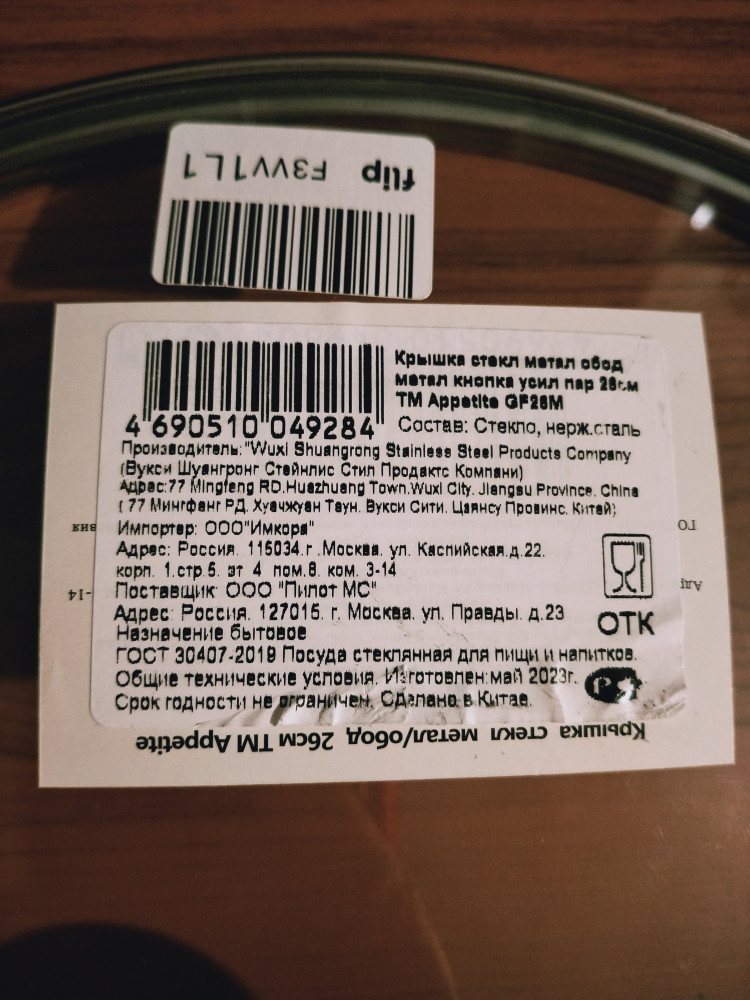 flip F3VV1L1
Крышка стекл метал обод
метал кнопка усил пар 28см
ТМ Appetite GF28M
4 690510 049284
Состав: Стекло, нерж.сталь
Производитель:"Wuxi Shuangrong Stainless Steel Products Company
(Вукси Шуангронг Стейнлис Стил Продактс Компани)
Адрес:77 Mingfeng RD.Huazhuang Town.Wuxi City. Jiangsu Province. China
( 77 Мингфанг РД. Хуачжуан Таун. Вукси Сити. Цзянсу Провинс. Китай)
Импортер: ООО"Имкора"
Адрес: Россия. 115034.г .Москва. ул. Каспийская.д.22.
корп. 1.стр.5. эт 4 пом.8. ком. 3-14
Поставщик: ООО "Пилот МС"
Адрес: Россия. 127015. г. Москва. ул. Правды. д.23
Назначение бытовое
ОТК
ГОСТ 30407-2019 Посуда стеклянная для пищи и напитков.
Общие технические условия. Изготовлен:май 2023г.
Срок годности не ограничен. Сделано в Китае.
Крышка стекл метал/обод 26см ТМ Appetite